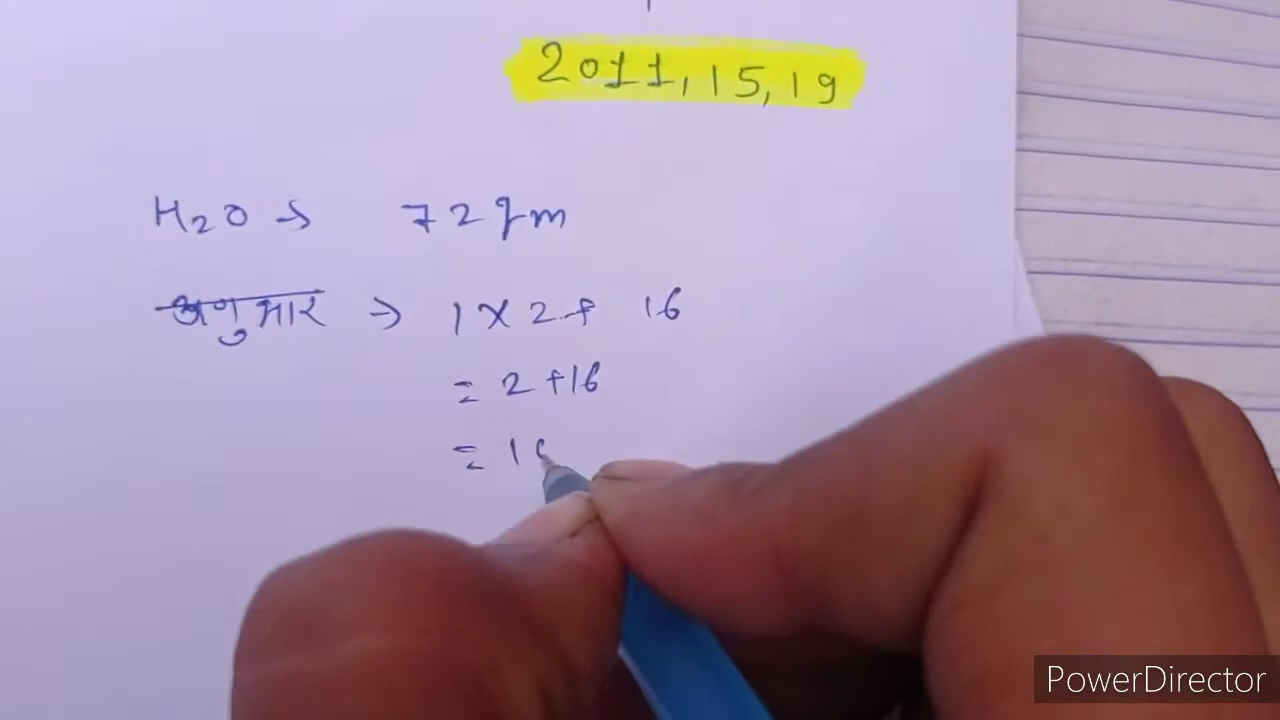 2011, 15, 19
H2O → 72gm
अणुभार → 1 × 2 + 16
= 2 + 16
= 1
PowerDirector